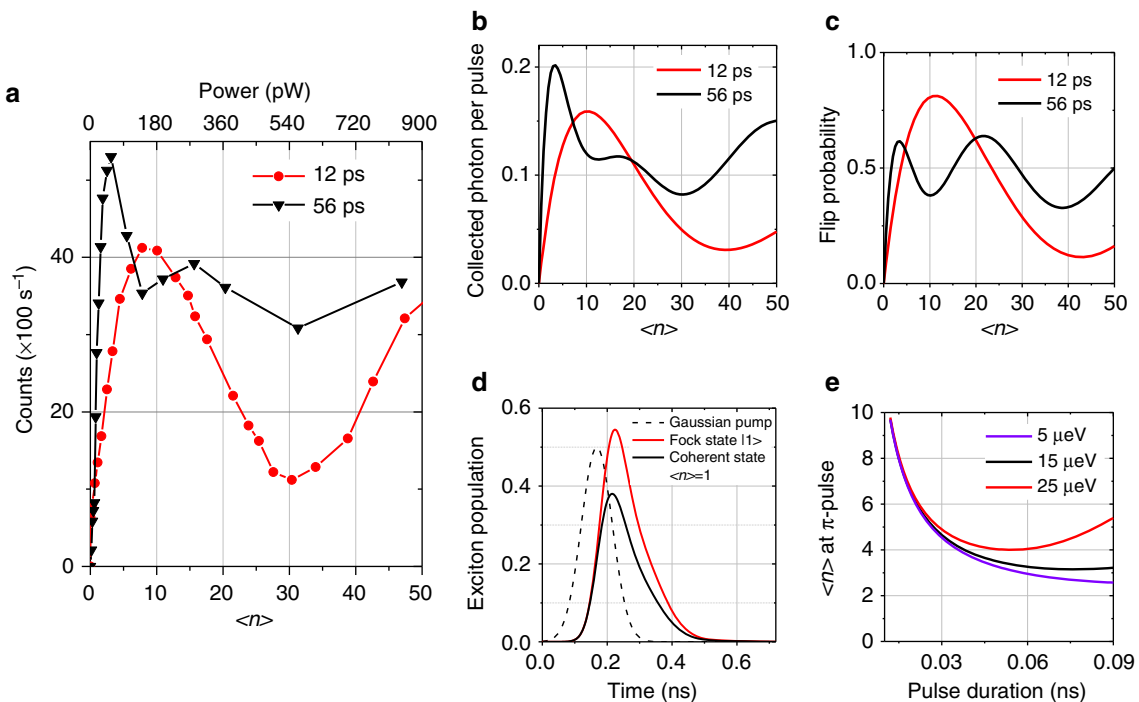 a
Power (pW)
0 180 360 540 720 900
12 ps
56 ps
Counts (×100 s⁻¹)
40
20
0
0 10 20 30 40 50
<n>
b
Collected photon per pulse
0.2
0.1
0.0
12 ps
56 ps
0 10 20 30 40 50
<n>
c
Flip probability
1.0
0.5
0.0
12 ps
56 ps
0 10 20 30 40 50
<n>
d
Exciton population
0.6
0.4
0.2
0.0
Gaussian pump
Fock state |1>
Coherent state
<n>=1
0.0 0.2 0.4 0.6
Time (ns)
e
<n> at π-pulse
10
8
6
4
2
0
5 μeV
15 μeV
25 μeV
0.03 0.06 0.09
Pulse duration (ns)